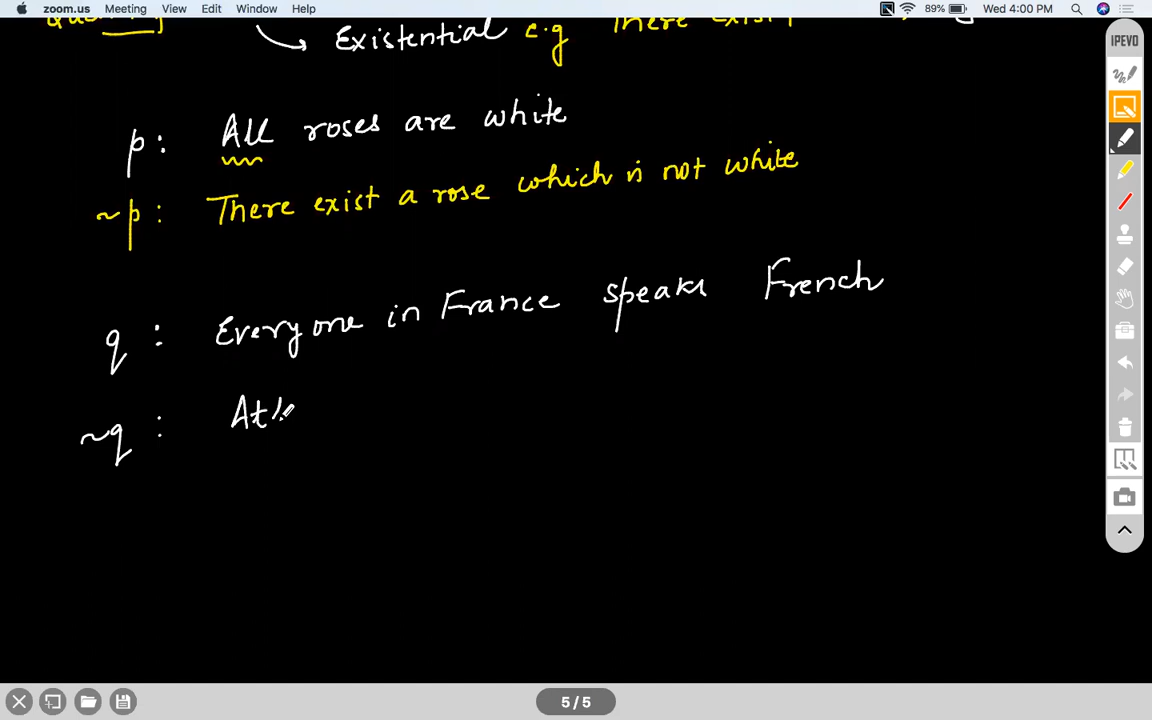 zoom.us Meeting View Edit Window Help 89% Wed 4:00 PM
Existential e.g There exist
IPEVO
p: All roses are white
~p: There exist a rose which is not white
q: Everyone in France speaks French
~q: Atl
5/5